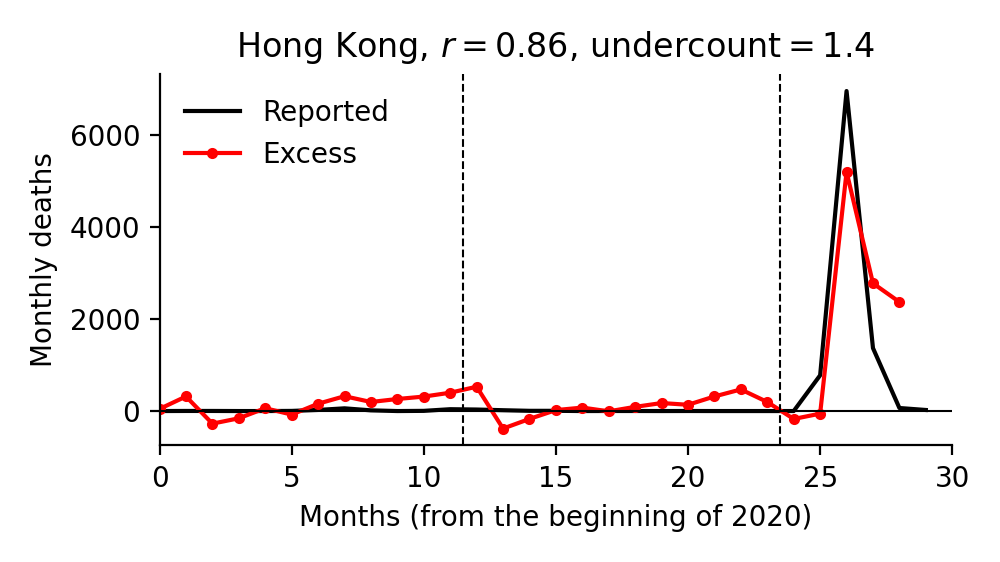 Hong Kong, r = 0.86, undercount = 1.4
Reported
Excess
Monthly deaths
6000
4000
2000
0
0 5 10 15 20 25 30
Months (from the beginning of 2020)